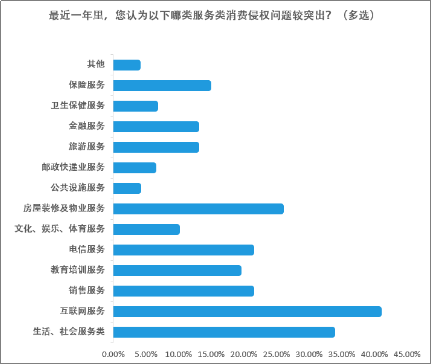 最近一年里，您认为以下哪类服务类消费侵权问题较突出？（多选）
其他
保险服务
卫生保健服务
金融服务
旅游服务
邮政快递业服务
公共设施服务
房屋装修及物业服务
文化、娱乐、体育服务
电信服务
教育培训服务
销售服务
互联网服务
生活、社会服务类
0.00% 5.00% 10.00% 15.00% 20.00% 25.00% 30.00% 35.00% 40.00% 45.00%